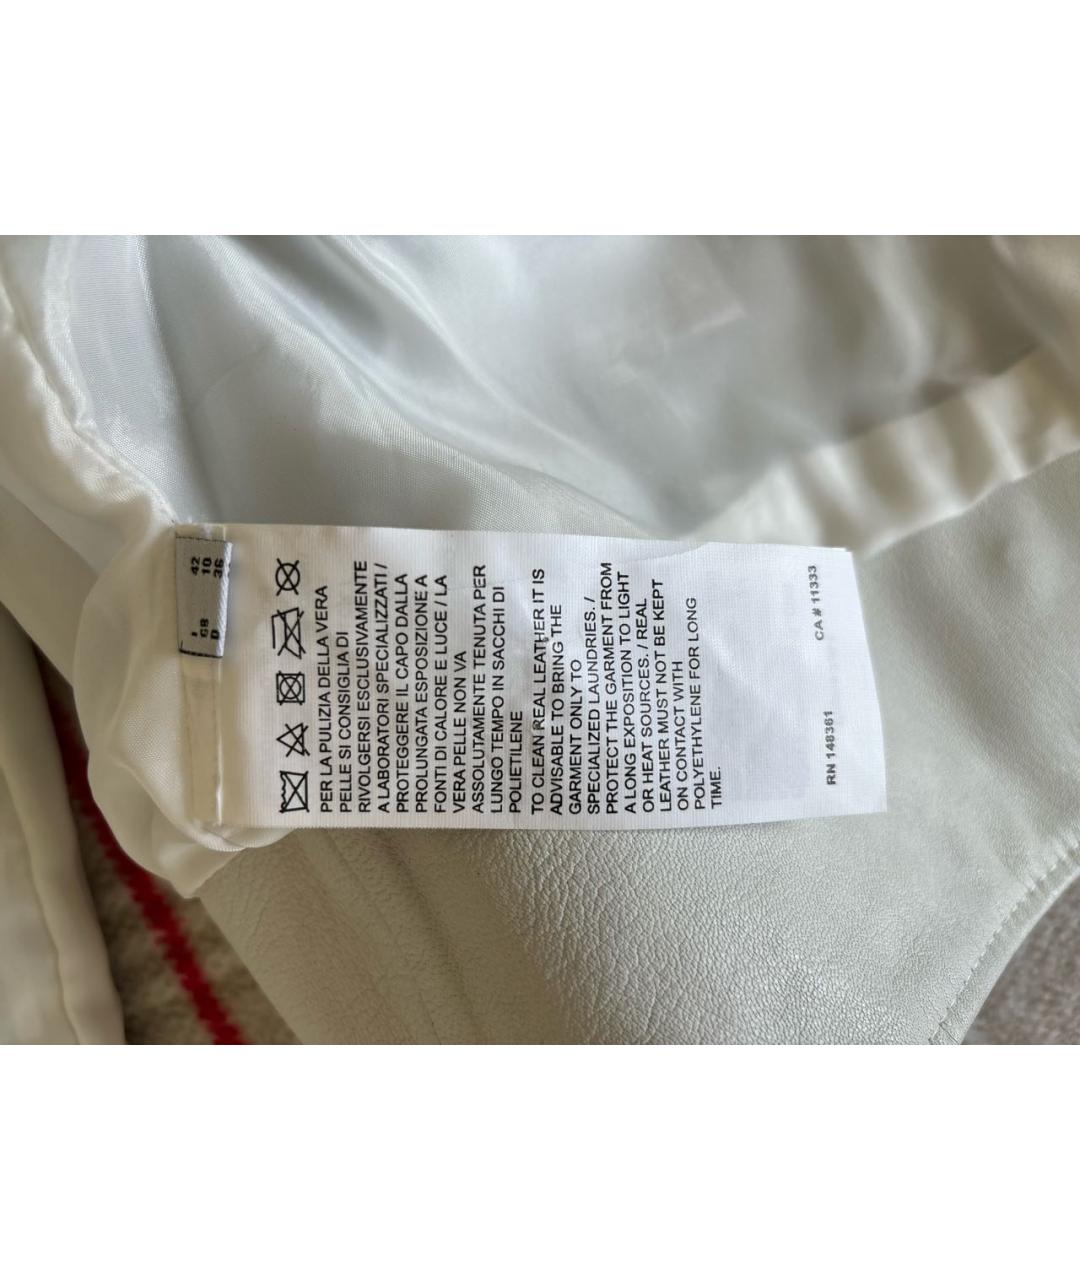 I 42
GB 10
D 36
PER LA PULIZIA DELLA VERA
PELLE SI CONSIGLIA DI
RIVOLGERSI ESCLUSIVAMENTE
A LABORATORI SPECIALIZZATI /
PROTEGGERE IL CAPO DALLA
PROLUNGATA ESPOSIZIONE A
FONTI DI CALORE E LUCE / LA
VERA PELLE NON VA
ASSOLUTAMENTE TENUTA PER
LUNGO TEMPO IN SACCHI DI
POLIETILENE
TO CLEAN REAL LEATHER IT IS
ADVISABLE TO BRING THE
GARMENT ONLY TO
SPECIALIZED LAUNDRIES. /
PROTECT THE GARMENT FROM
A LONG EXPOSITION TO LIGHT
OR HEAT SOURCES. / REAL
LEATHER MUST NOT BE KEPT
ON CONTACT WITH
POLYETHYLENE FOR LONG
TIME.
RN 148361 CA # 11333